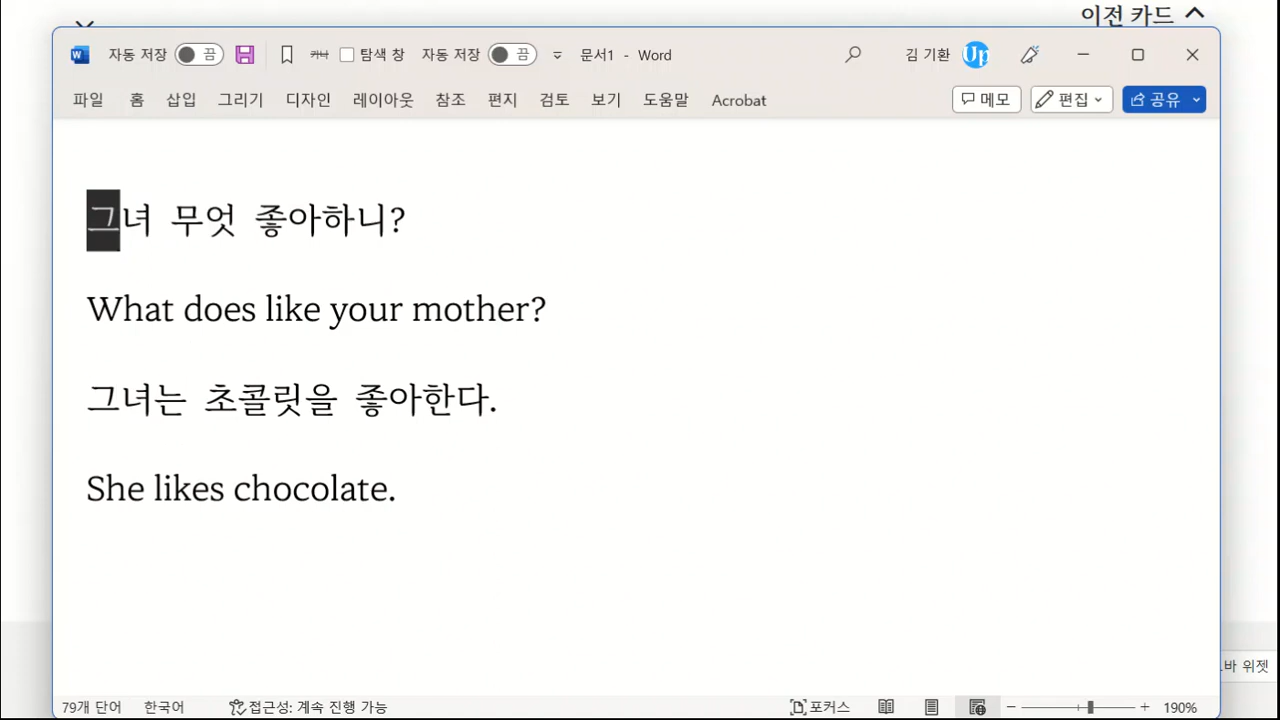 이전 카드
자동 저장 끔 가나 탐색 창 자동 저장 끔 문서1 - Word 김 기환 Up
파일 홈 삽입 그리기 디자인 레이아웃 참조 편지 검토 보기 도움말 Acrobat 메모 편집 공유
그녀 무엇 좋아하니?
What does like your mother?
그녀는 초콜릿을 좋아한다.
She likes chocolate.
바 위젯
79개 단어 한국어 접근성: 계속 진행 가능 포커스 190%